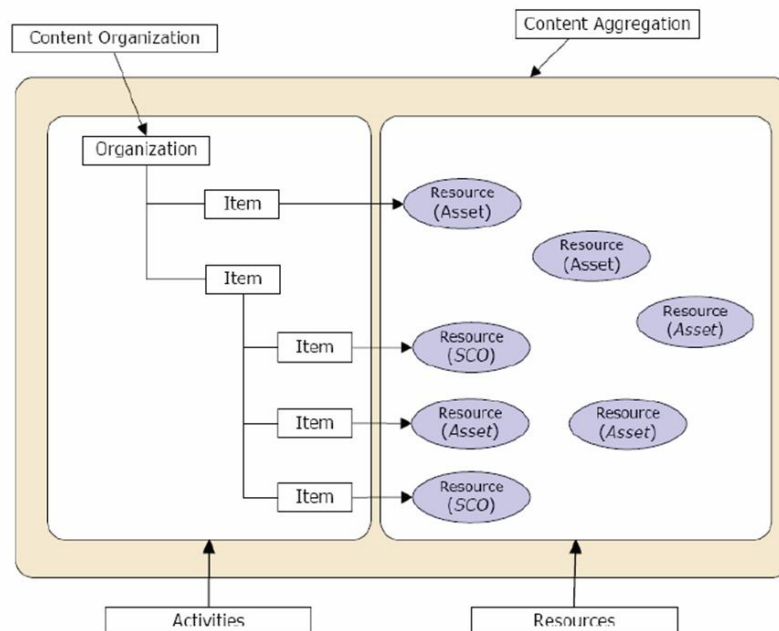 Content Organization
Content Aggregation
Organization
Item
Resource
(Asset)
Resource
(Asset)
Item
Resource
(Asset)
Item
Resource
(SCO)
Item
Resource
(Asset)
Resource
(Asset)
Item
Resource
(SCO)
Activities
Resources